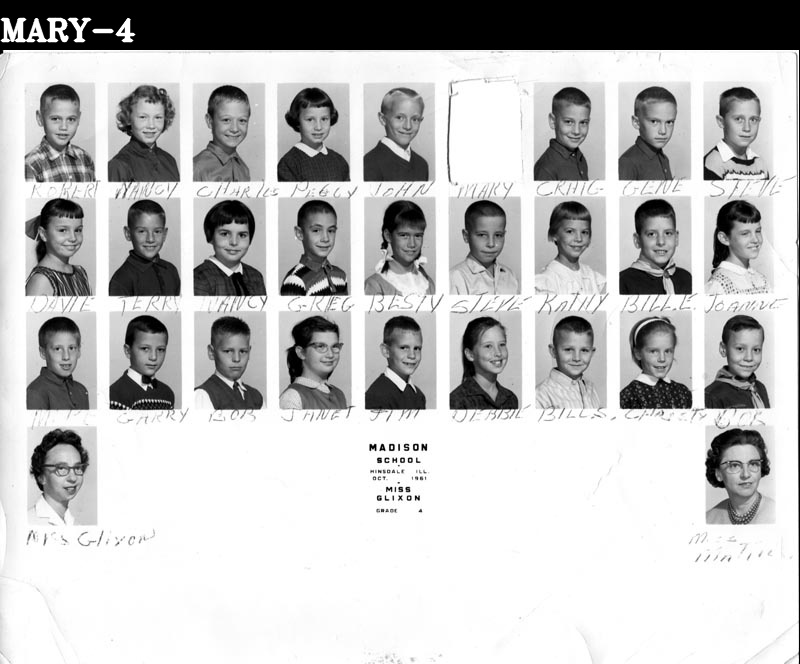 MARY-4
ROBERT NANCY CHARLES PEGGY JOHN MARY CRAIG GENE STEVE
DAVIE TERRY NANCY GREG BESTY STEVE KATHY BILL E. JOANNE
MIKE GARRY BOB JANET JIM DEBBIE BILL S. CHRISTY
MADISON
SCHOOL
HINSDALE ILL.
OCT. 1961
MISS
GLIXON
GRADE 4
Mrs Glixon
Miss